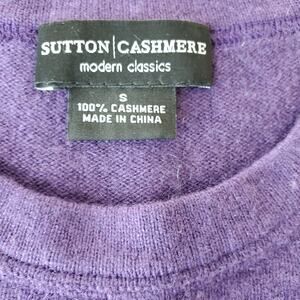 SUTTON|CASHMERE
modern classics
S
100% CASHMERE
MADE IN CHINA